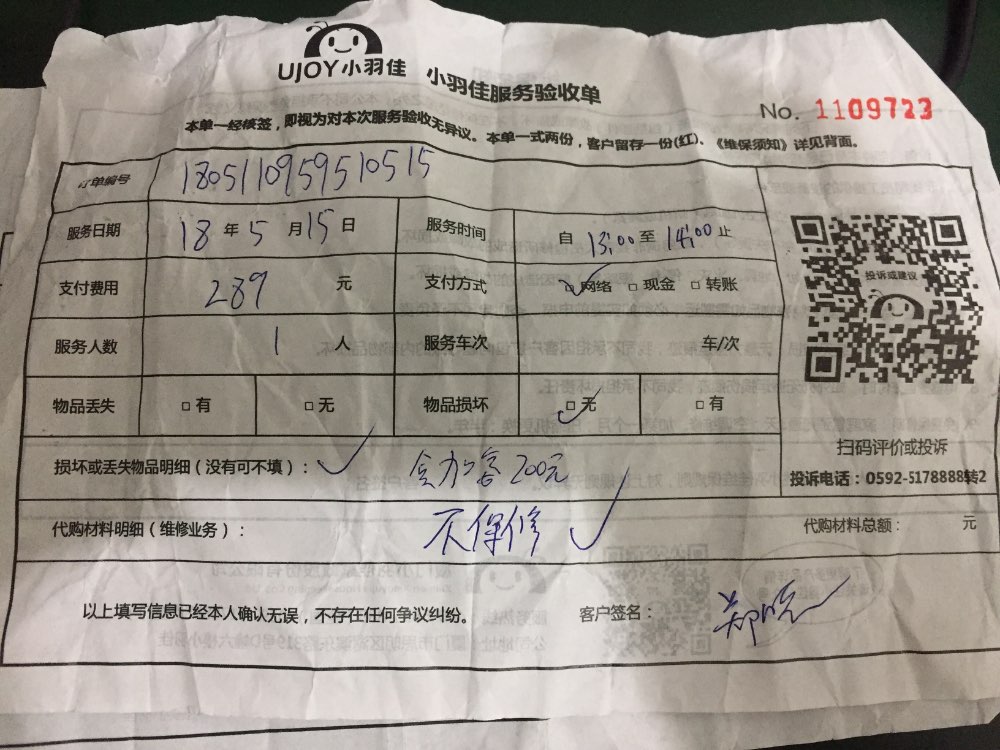 UJOY小羽佳 小羽佳服务验收单
No. 1109723
本单一经核签，即视为对本次服务验收无异议。本单一式两份，客户留存一份(红)、《维保须知》详见背面。
订单编号 1805110959510515
服务日期 18 年 5 月 15 日 服务时间 自 13:00 至 14:00 止
支付费用 289 元 支付方式 网络 □ 现金 □ 转账
投诉或建议
服务人数 1 人 服务车次 车/次
物品丢失 □ 有 □ 无 物品损坏 □ 无 □ 有
扫码评价或投诉
损坏或丢失物品明细（没有可不填）： 200元
投诉电话：0592-5178888转2
代购材料明细（维修业务）： 不保修 代购材料总额： 元
以上填写信息已经本人确认无误，不存在任何争议纠纷。 客户签名：